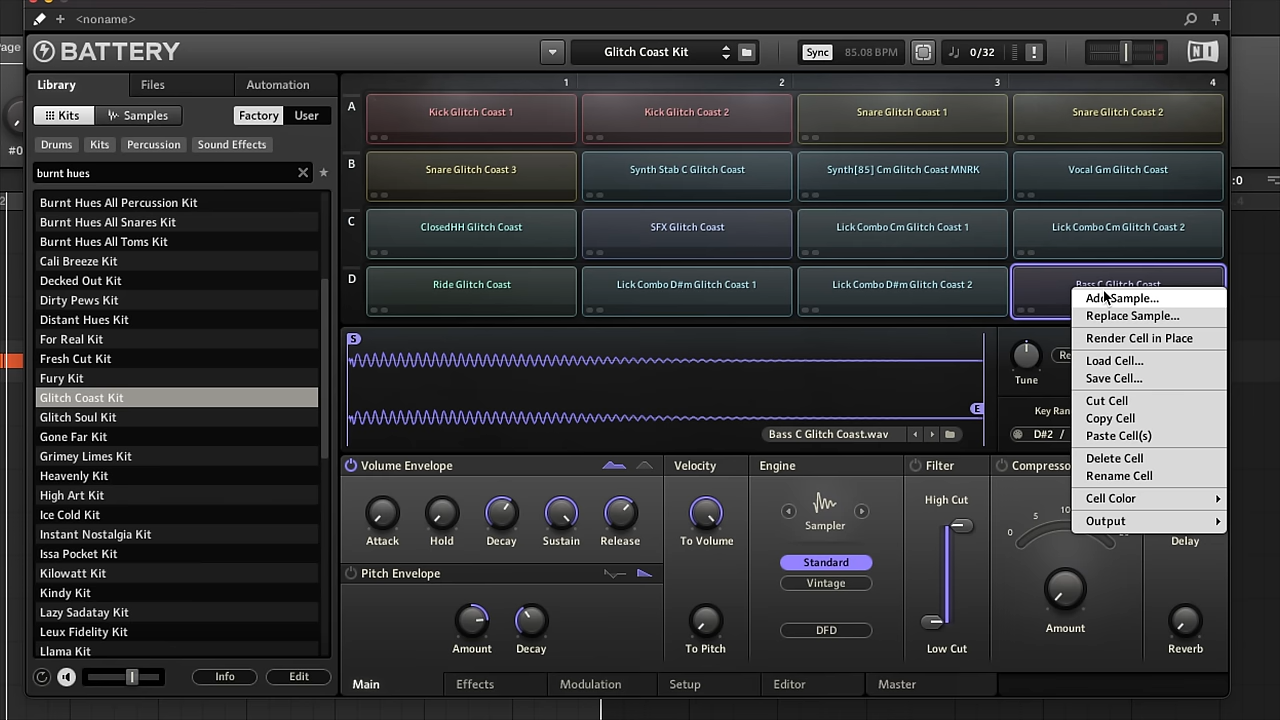 <noname>
age
BATTERY
Glitch Coast Kit
Sync
85.08 BPM
0/32
!
NI
Library
Files
Automation
Kits
Samples
Factory
User
Drums
Kits
Percussion
Sound Effects
burnt hues
Burnt Hues All Percussion Kit
Burnt Hues All Snares Kit
Burnt Hues All Toms Kit
Cali Breeze Kit
Decked Out Kit
Dirty Pews Kit
Distant Hues Kit
For Real Kit
Fresh Cut Kit
Fury Kit
Glitch Coast Kit
Glitch Soul Kit
Gone Far Kit
Grimey Limes Kit
Heavenly Kit
High Art Kit
Ice Cold Kit
Instant Nostalgia Kit
Issa Pocket Kit
Kilowatt Kit
Kindy Kit
Lazy Sadatay Kit
Leux Fidelity Kit
Llama Kit
Info
Edit
1
2
3
4
A
Kick Glitch Coast 1
Kick Glitch Coast 2
Snare Glitch Coast 1
Snare Glitch Coast 2
B
Snare Glitch Coast 3
Synth Stab C Glitch Coast
Synth[85] Cm Glitch Coast MNRK
Vocal Gm Glitch Coast
C
ClosedHH Glitch Coast
SFX Glitch Coast
Lick Combo Cm Glitch Coast 1
Lick Combo Cm Glitch Coast 2
D
Ride Glitch Coast
Lick Combo D#m Glitch Coast 1
Lick Combo D#m Glitch Coast 2
Bass C Glitch Coast
S
E
Bass C Glitch Coast.wav
Tune
Re
Key Ran
D#2 /
Add Sample...
Replace Sample...
Render Cell in Place
Load Cell...
Save Cell...
Cut Cell
Copy Cell
Paste Cell(s)
Delete Cell
Rename Cell
Cell Color
Output
Volume Envelope
Attack
Hold
Decay
Sustain
Release
Pitch Envelope
Amount
Decay
Velocity
To Volume
To Pitch
Engine
Sampler
Standard
Vintage
DFD
Filter
High Cut
Low Cut
Compressor
0
5
10
Amount
Delay
Reverb
Main
Effects
Modulation
Setup
Editor
Master